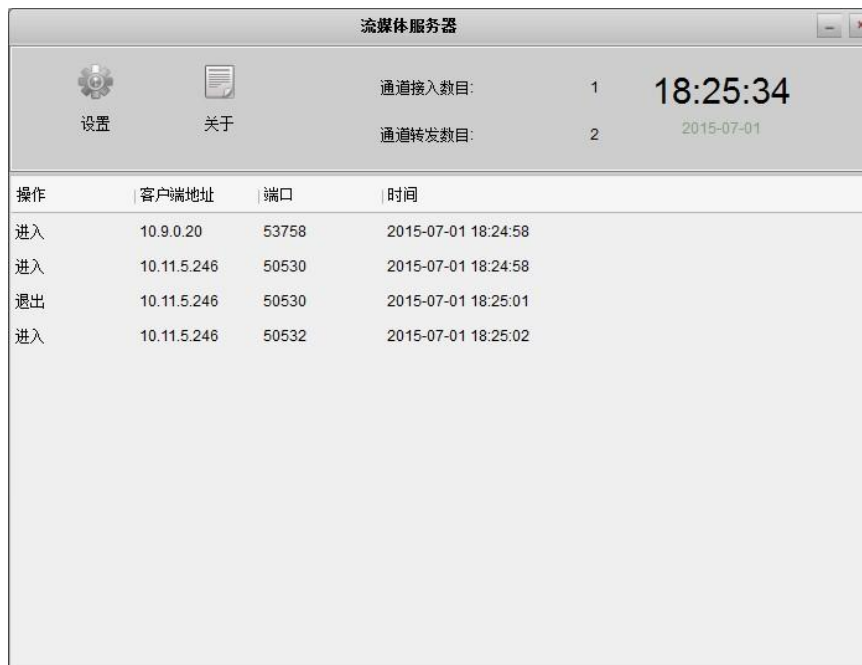 流媒体服务器
设置
关于
通道接入数目: 1
通道转发数目: 2
18:25:34
2015-07-01
操作 客户端地址 端口 时间
进入 10.9.0.20 53758 2015-07-01 18:24:58
进入 10.11.5.246 50530 2015-07-01 18:24:58
退出 10.11.5.246 50530 2015-07-01 18:25:01
进入 10.11.5.246 50532 2015-07-01 18:25:02